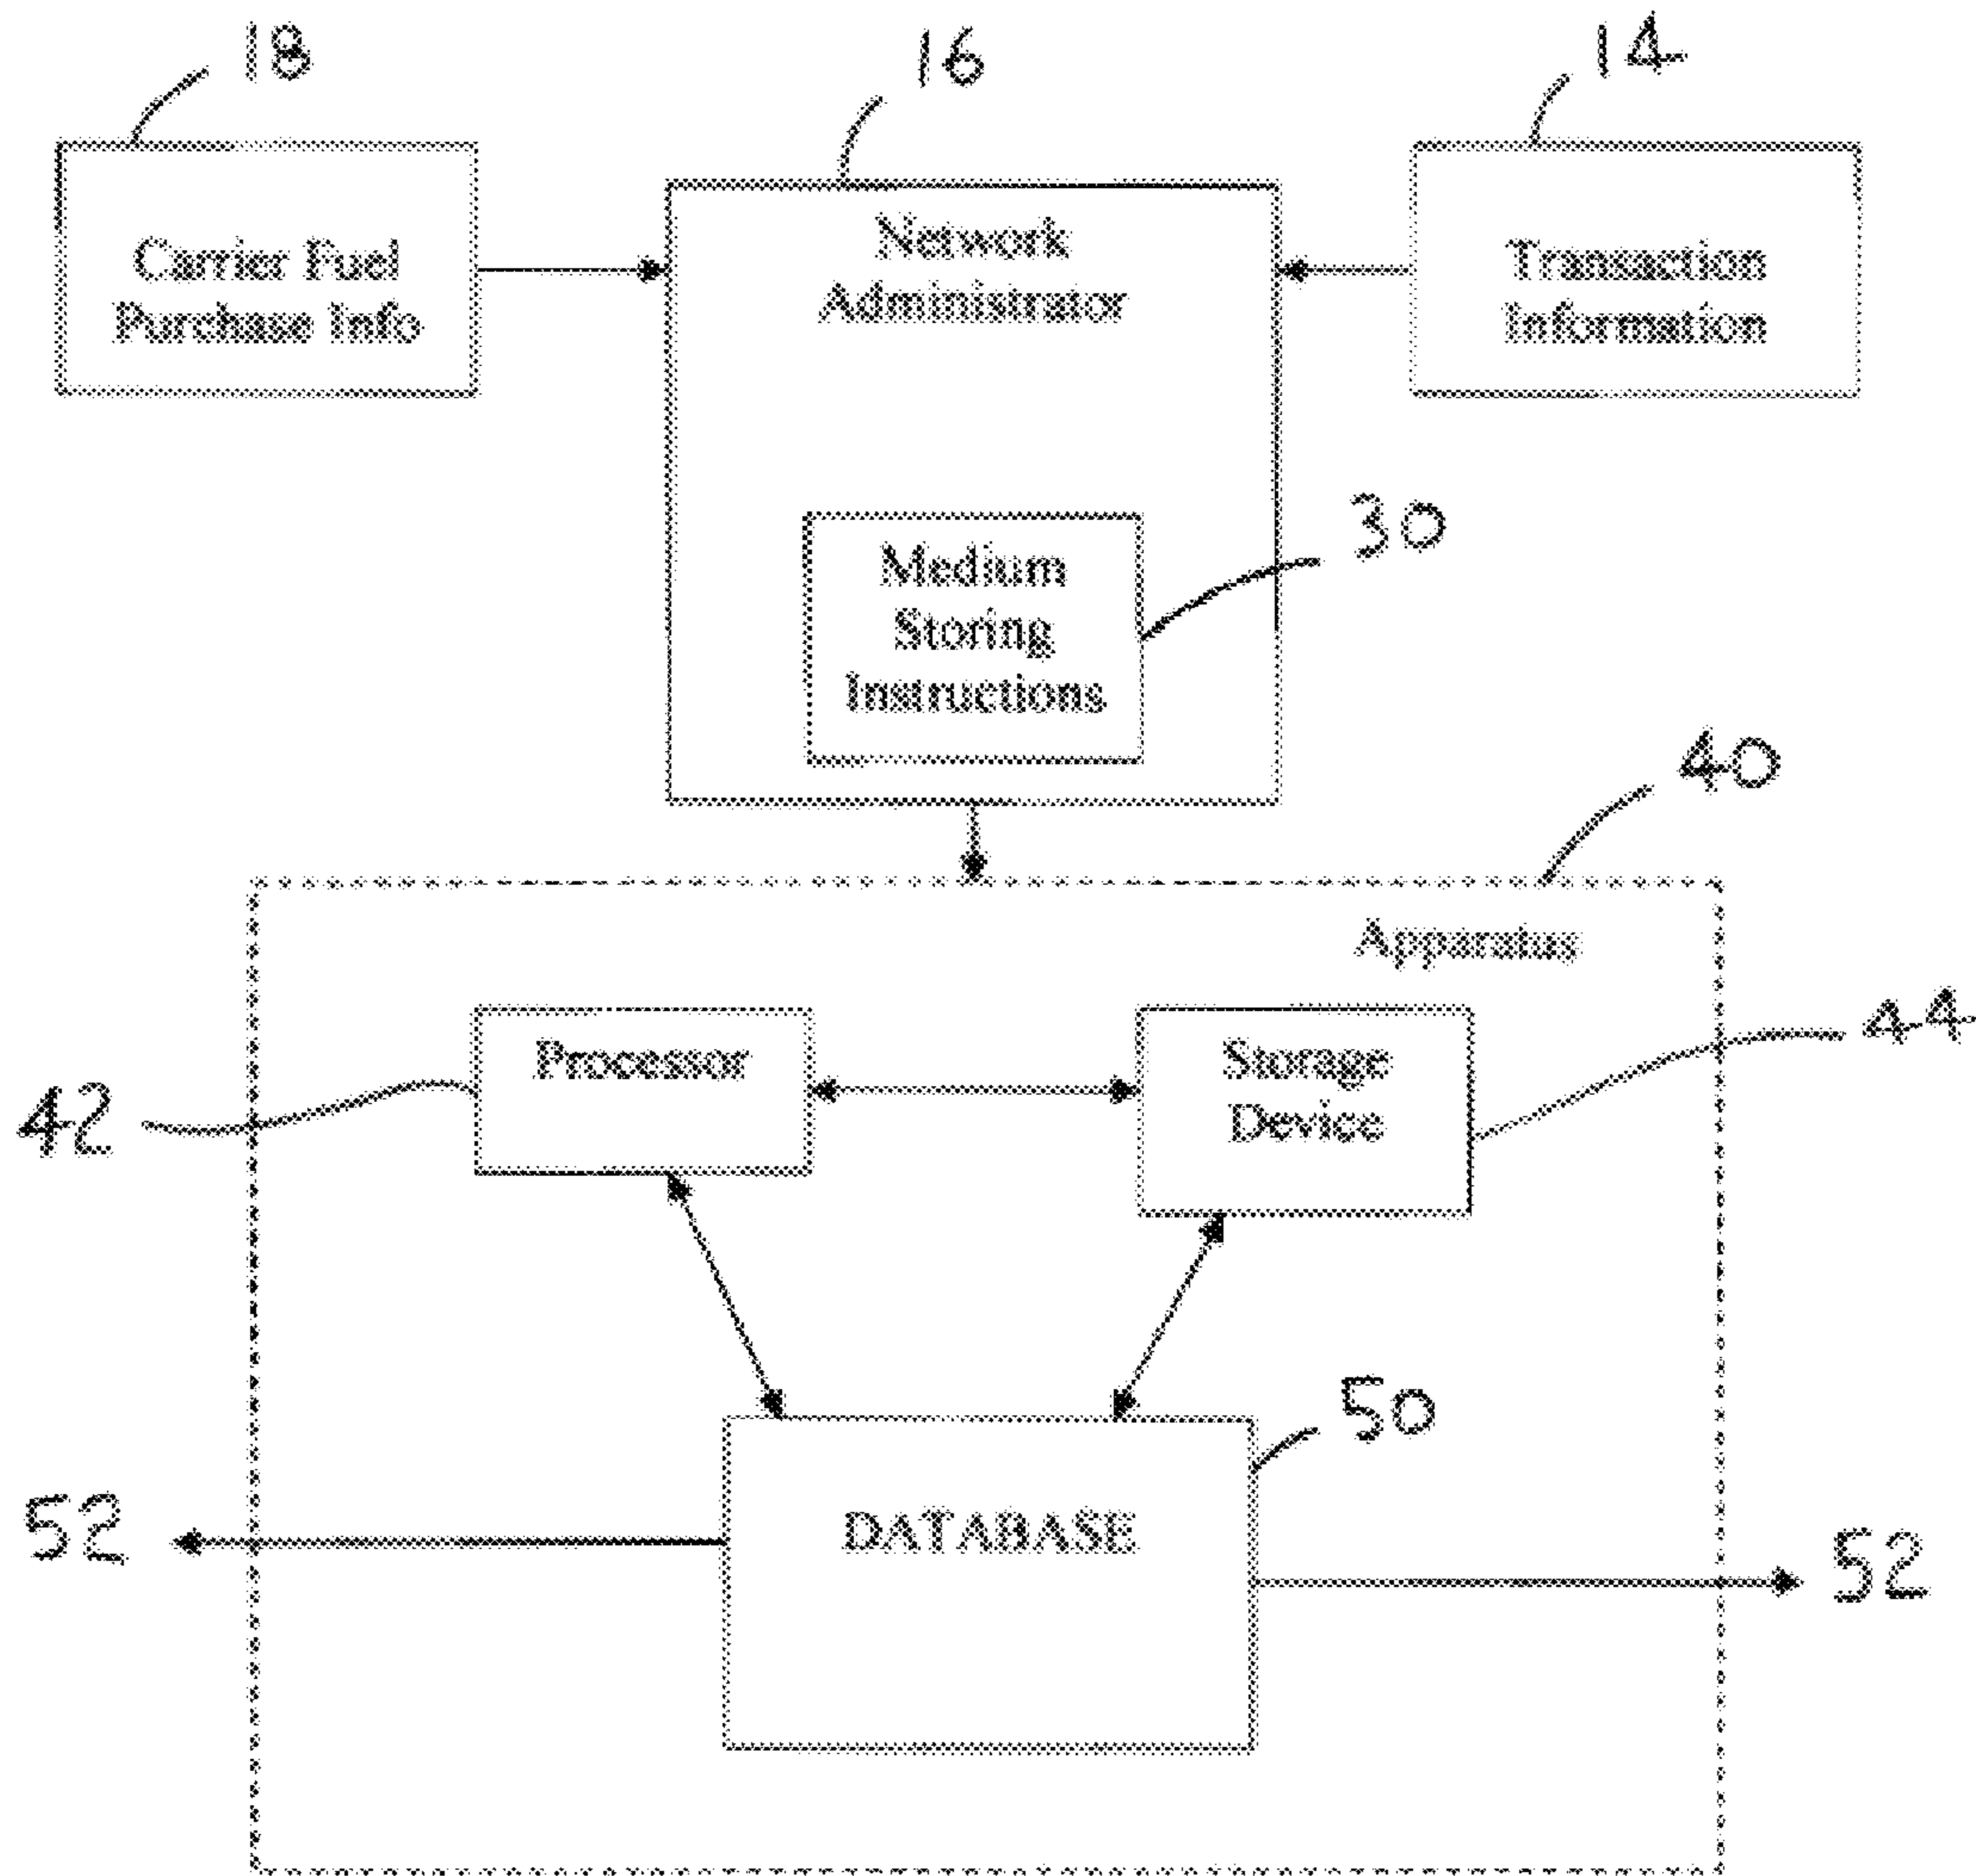 18
16
14
Carrier Fuel
Purchase Info
Network
Administrator
Transaction
Information
Medium
Storing
Instructions
30
40
Apparatus
Processor
Storage
Device
44
42
50
DATABASE
52
52